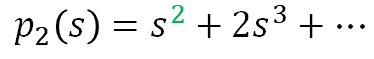 p₂(s) = s² + 2s³ + ⋯